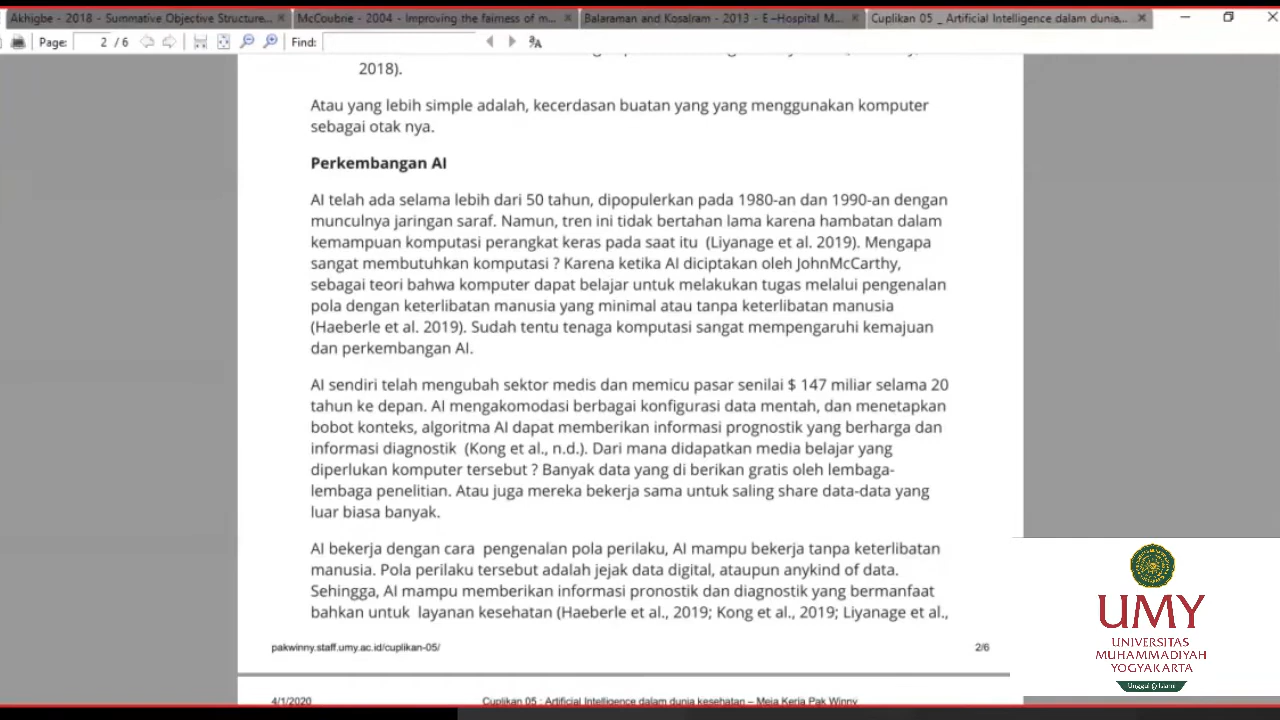 Akhigbe - 2018 - Summative Objective Structure...
McCoubrie - 2004 - Improving the fairness of m...
Balaraman and Kosalram - 2013 - E –Hospital M...
Cuplikan 05 _ Artificial Intelligence dalam dunia...
Page: 2 / 6
Find:
2018).
Atau yang lebih simple adalah, kecerdasan buatan yang yang menggunakan komputer
sebagai otak nya.
Perkembangan AI
AI telah ada selama lebih dari 50 tahun, dipopulerkan pada 1980-an dan 1990-an dengan
munculnya jaringan saraf. Namun, tren ini tidak bertahan lama karena hambatan dalam
kemampuan komputasi perangkat keras pada saat itu (Liyanage et al. 2019). Mengapa
sangat membutuhkan komputasi ? Karena ketika AI diciptakan oleh JohnMcCarthy,
sebagai teori bahwa komputer dapat belajar untuk melakukan tugas melalui pengenalan
pola dengan keterlibatan manusia yang minimal atau tanpa keterlibatan manusia
(Haeberle et al. 2019). Sudah tentu tenaga komputasi sangat mempengaruhi kemajuan
dan perkembangan AI.
AI sendiri telah mengubah sektor medis dan memicu pasar senilai $ 147 miliar selama 20
tahun ke depan. AI mengakomodasi berbagai konfigurasi data mentah, dan menetapkan
bobot konteks, algoritma AI dapat memberikan informasi prognostik yang berharga dan
informasi diagnostik (Kong et al., n.d.). Dari mana didapatkan media belajar yang
diperlukan komputer tersebut ? Banyak data yang di berikan gratis oleh lembaga-
lembaga penelitian. Atau juga mereka bekerja sama untuk saling share data-data yang
luar biasa banyak.
AI bekerja dengan cara pengenalan pola perilaku, AI mampu bekerja tanpa keterlibatan
manusia. Pola perilaku tersebut adalah jejak data digital, ataupun anykind of data.
Sehingga, AI mampu memberikan informasi pronostik dan diagnostik yang bermanfaat
bahkan untuk layanan kesehatan (Haeberle et al., 2019; Kong et al., 2019; Liyanage et al.,
pakwinny.staff.umy.ac.id/cuplikan-05/
2/6
4/1/2020
Cuplikan 05 : Artificial Intelligence dalam dunia kesehatan – Meja Kerja Pak Winny
UMY
UNIVERSITAS
MUHAMMADIYAH
YOGYAKARTA
Unggul & Islami